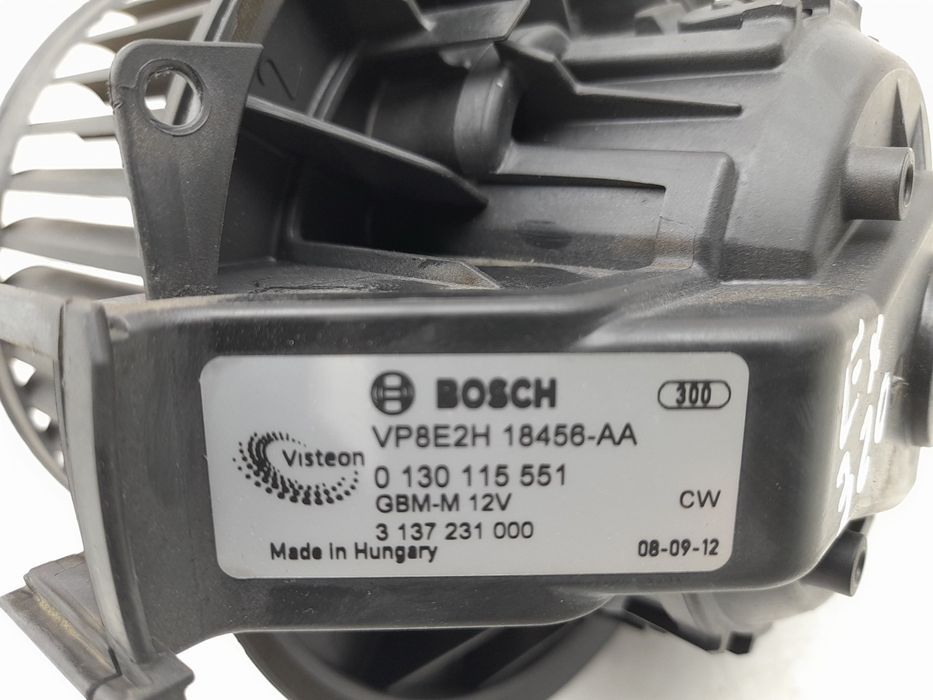 BOSCH 300
VP8E2H 18456-AA
Visteon
0 130 115 551
GBM-M 12V CW
3 137 231 000
Made in Hungary 08-09-12